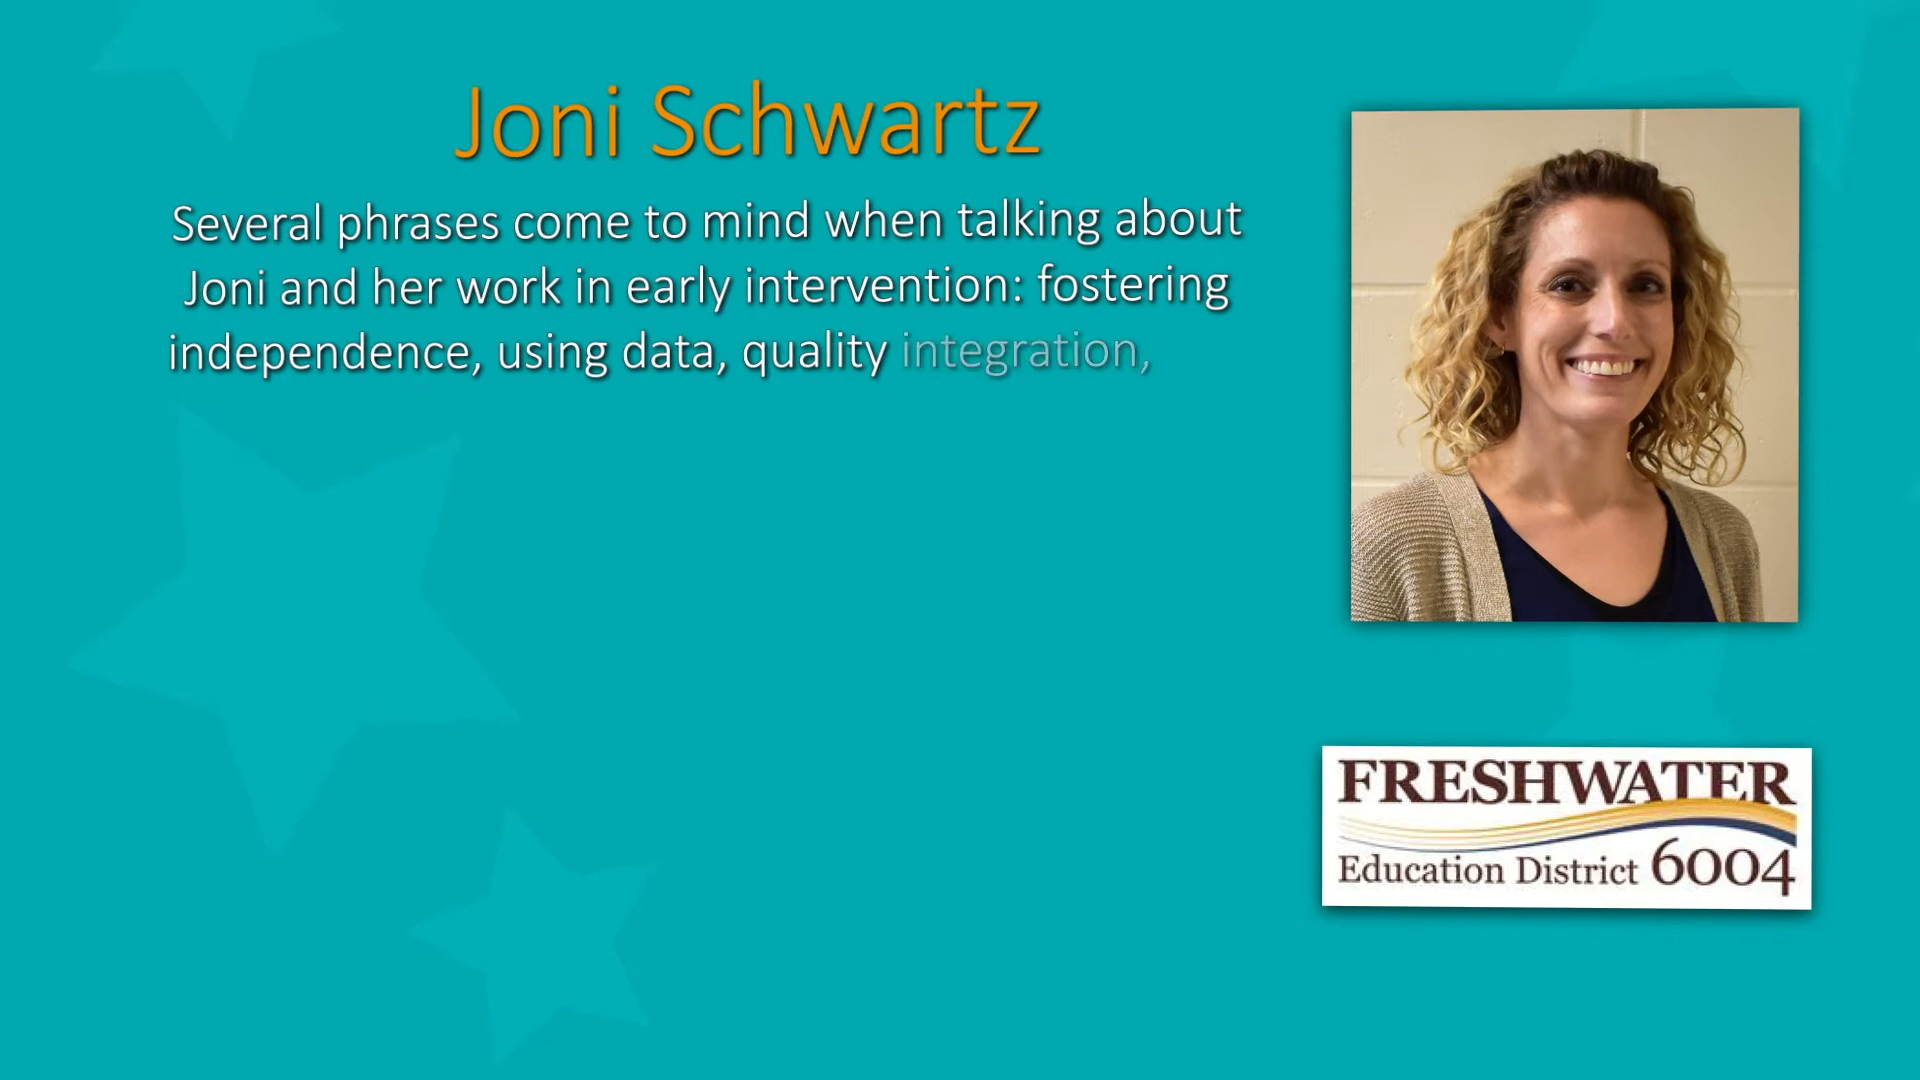 Joni Schwartz
Several phrases come to mind when talking about
Joni and her work in early intervention: fostering
independence, using data, quality integration,
FRESHWATER
Education District 6004